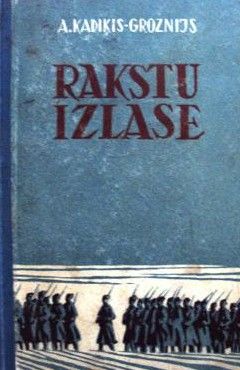 A. KADIĶIS-GROZNIJS
RAKSTU
IZLASE